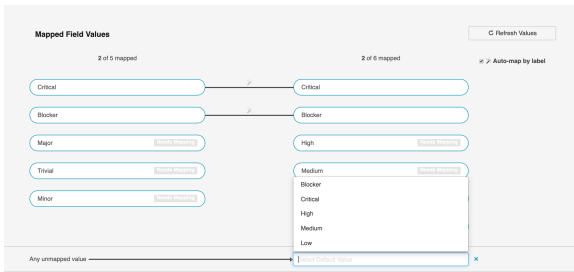 Mapped Field Values
Refresh Values
2 of 5 mapped
2 of 6 mapped
Auto-map by label
Critical
Critical
Blocker
Blocker
Major Needs Mapping
High Needs Mapping
Trivial Needs Mapping
Medium Needs Mapping
Minor Needs Mapping
Blocker
Critical
High
Medium
Low
Any unmapped value
Select Default Value